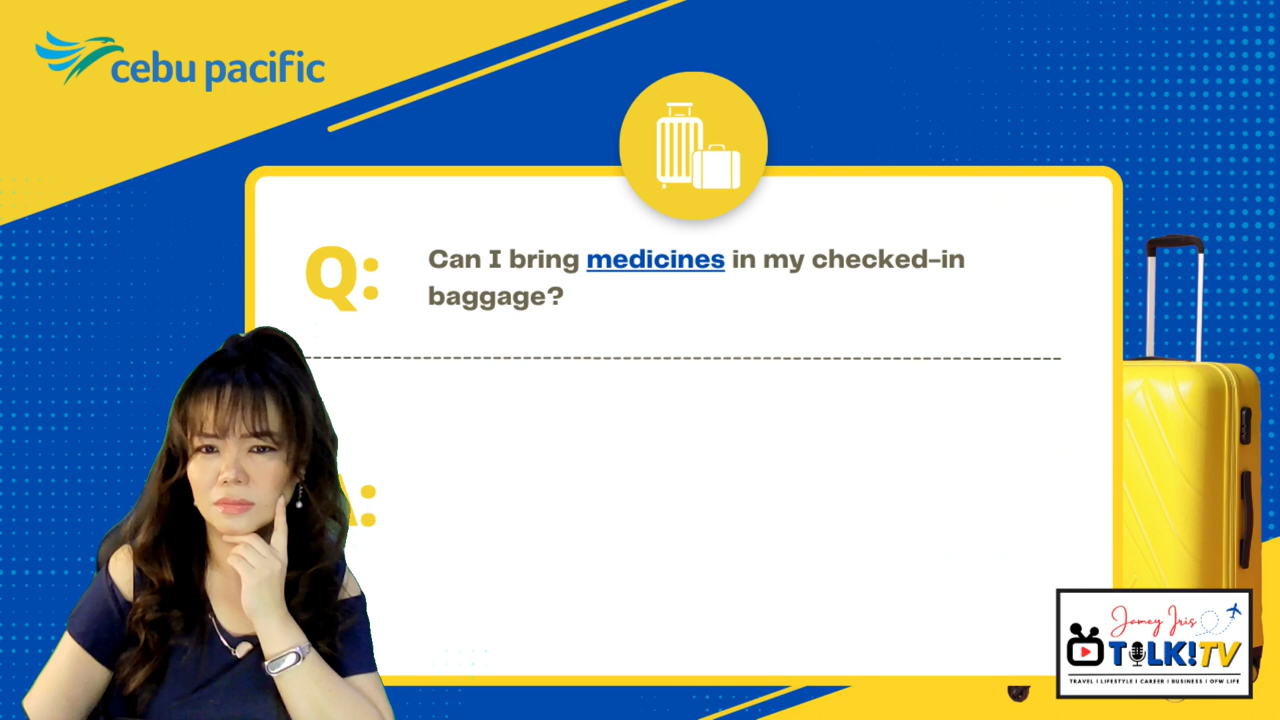 cebu pacific
Q:
Can I bring medicines in my checked-in
baggage?
A:
Jamey Iris
TALK!TV
TRAVEL | LIFESTYLE | CAREER | BUSINESS | OFW LIFE